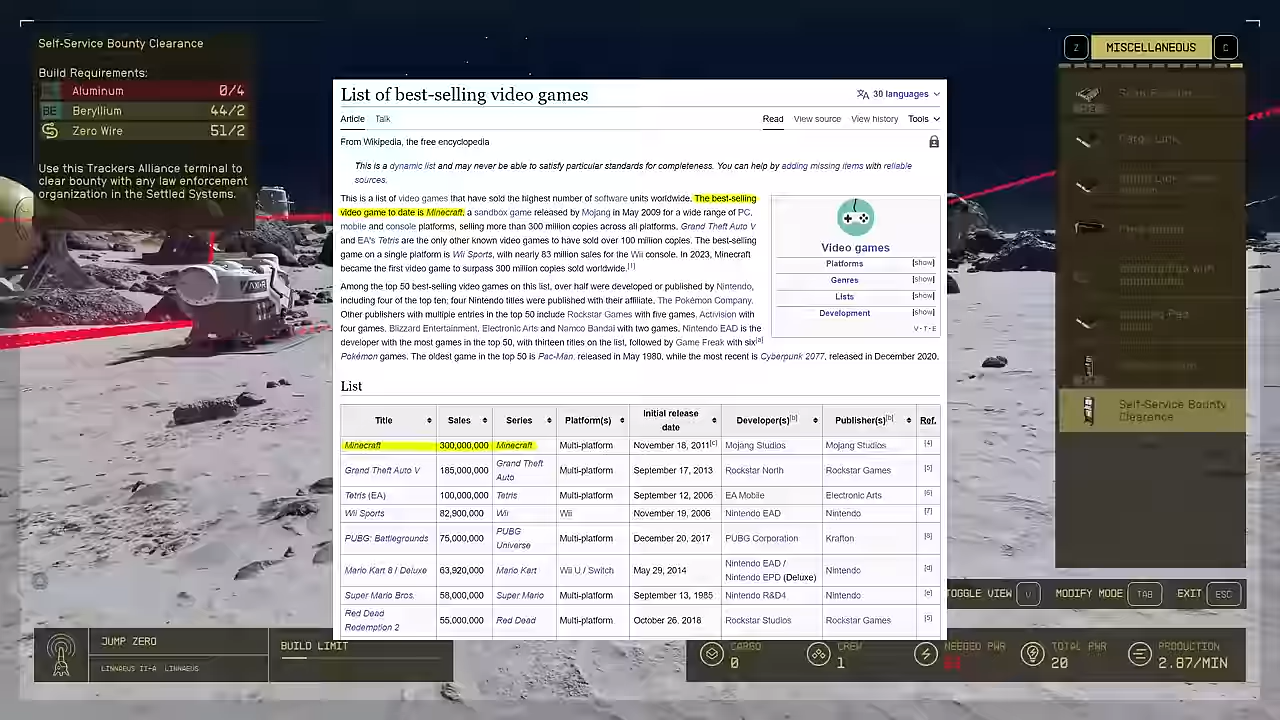 Self-Service Bounty Clearance
Build Requirements:
Aluminum 0/4
BE Beryllium 44/2
Zero Wire 51/2
Use this Trackers Alliance terminal to
clear bounty with any law enforcement
organization in the Settled Systems.
Z MISCELLANEOUS C
Self-Service Bounty
Clearance
List of best-selling video games
30 languages
Article Talk Read View source View history Tools
From Wikipedia, the free encyclopedia
This is a dynamic list and may never be able to satisfy particular standards for completeness. You can help by adding missing items with reliable
sources.
This is a list of video games that have sold the highest number of software units worldwide. The best-selling
video game to date is Minecraft, a sandbox game released by Mojang in May 2009 for a wide range of PC,
mobile and console platforms, selling more than 300 million copies across all platforms. Grand Theft Auto V
and EA's Tetris are the only other known video games to have sold over 100 million copies. The best-selling
game on a single platform is Wii Sports, with nearly 83 million sales for the Wii console. In 2023, Minecraft
became the first video game to surpass 300 million copies sold worldwide.[1]
Among the top 50 best-selling video games on this list, over half were developed or published by Nintendo,
including four of the top ten; four Nintendo titles were published with their affiliate, The Pokémon Company.
Other publishers with multiple entries in the top 50 include Rockstar Games with five games, Activision with
four games, Blizzard Entertainment, Electronic Arts and Namco Bandai with two games. Nintendo EAD is the
developer with the most games in the top 50, with thirteen titles on the list, followed by Game Freak with six[a]
Pokémon games. The oldest game in the top 50 is Pac-Man, released in May 1980, while the most recent is Cyberpunk 2077, released in December 2020.
Video games
Platforms [show]
Genres [show]
Lists [show]
Development [show]
V · T · E
List
Title Sales Series Platform(s) Initial release date Developer(s)[b] Publisher(s)[b] Ref.
Minecraft 300,000,000 Minecraft Multi-platform November 18, 2011[c] Mojang Studios Mojang Studios [4]
Grand Theft Auto V 185,000,000 Grand Theft Auto Multi-platform September 17, 2013 Rockstar North Rockstar Games [5]
Tetris (EA) 100,000,000 Tetris Multi-platform September 12, 2006 EA Mobile Electronic Arts [6]
Wii Sports 82,900,000 Wii Wii November 19, 2006 Nintendo EAD Nintendo [7]
PUBG: Battlegrounds 75,000,000 PUBG Universe Multi-platform December 20, 2017 PUBG Corporation Krafton [8]
Mario Kart 8 / Deluxe 63,920,000 Mario Kart Wii U / Switch May 29, 2014 Nintendo EAD / Nintendo EPD (Deluxe) Nintendo [d]
Super Mario Bros. 58,000,000 Super Mario Multi-platform September 13, 1985 Nintendo R&D4 Nintendo [e]
Red Dead Redemption 2 55,000,000 Red Dead Multi-platform October 26, 2018 Rockstar Studios Rockstar Games [5]
TOGGLE VIEW V MODIFY MODE TAB EXIT ESC
JUMP ZERO
LINNAEUS II-A LINNAEUS
BUILD LIMIT
CARGO 0
CREW 1
NEEDED PWR
TOTAL PWR 20
PRODUCTION 2.87/MIN